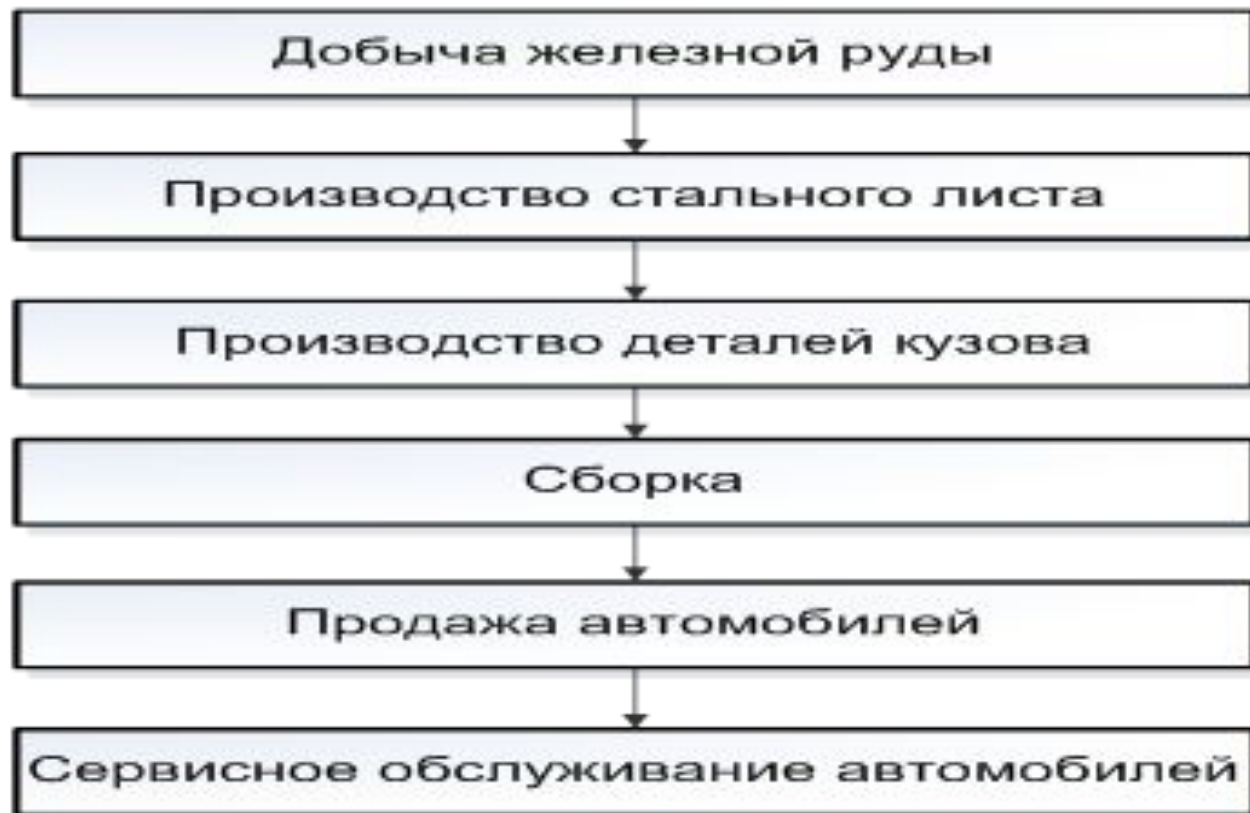 Добыча железной руды
Производство стального листа
Производство деталей кузова
Сборка
Продажа автомобилей
Сервисное обслуживание автомобилей